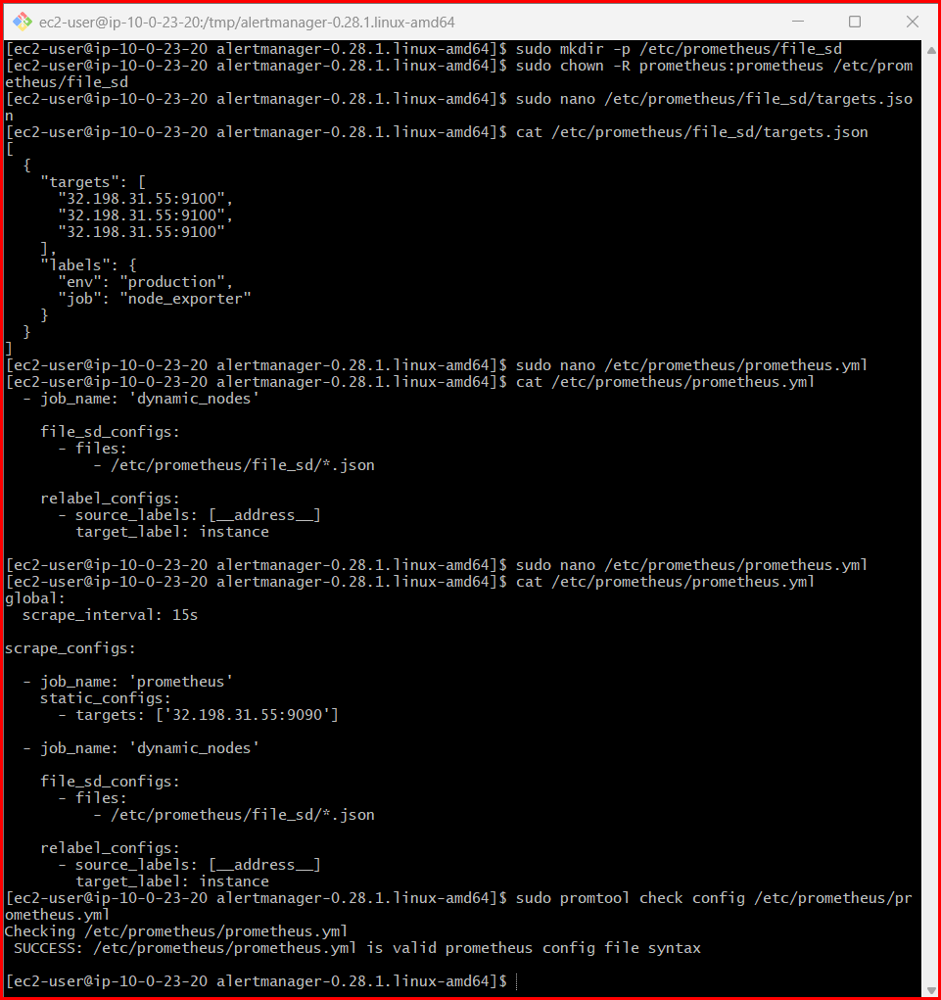 ec2-user@ip-10-0-23-20:/tmp/alertmanager-0.28.1.linux-amd64
[ec2-user@ip-10-0-23-20 alertmanager-0.28.1.linux-amd64]$ sudo mkdir -p /etc/prometheus/file_sd
[ec2-user@ip-10-0-23-20 alertmanager-0.28.1.linux-amd64]$ sudo chown -R prometheus:prometheus /etc/prom
etheus/file_sd
[ec2-user@ip-10-0-23-20 alertmanager-0.28.1.linux-amd64]$ sudo nano /etc/prometheus/file_sd/targets.jso
n
[ec2-user@ip-10-0-23-20 alertmanager-0.28.1.linux-amd64]$ cat /etc/prometheus/file_sd/targets.json
[
  {
    "targets": [
      "32.198.31.55:9100",
      "32.198.31.55:9100",
      "32.198.31.55:9100"
    ],
    "labels": {
      "env": "production",
      "job": "node_exporter"
    }
  }
]
[ec2-user@ip-10-0-23-20 alertmanager-0.28.1.linux-amd64]$ sudo nano /etc/prometheus/prometheus.yml
[ec2-user@ip-10-0-23-20 alertmanager-0.28.1.linux-amd64]$ cat /etc/prometheus/prometheus.yml
  - job_name: 'dynamic_nodes'

    file_sd_configs:
      - files:
          - /etc/prometheus/file_sd/*.json

    relabel_configs:
      - source_labels: [__address__]
        target_label: instance

[ec2-user@ip-10-0-23-20 alertmanager-0.28.1.linux-amd64]$ sudo nano /etc/prometheus/prometheus.yml
[ec2-user@ip-10-0-23-20 alertmanager-0.28.1.linux-amd64]$ cat /etc/prometheus/prometheus.yml
global:
  scrape_interval: 15s

scrape_configs:

  - job_name: 'prometheus'
    static_configs:
      - targets: ['32.198.31.55:9090']

  - job_name: 'dynamic_nodes'

    file_sd_configs:
      - files:
          - /etc/prometheus/file_sd/*.json

    relabel_configs:
      - source_labels: [__address__]
        target_label: instance
[ec2-user@ip-10-0-23-20 alertmanager-0.28.1.linux-amd64]$ sudo promtool check config /etc/prometheus/pr
ometheus.yml
Checking /etc/prometheus/prometheus.yml
 SUCCESS: /etc/prometheus/prometheus.yml is valid prometheus config file syntax

[ec2-user@ip-10-0-23-20 alertmanager-0.28.1.linux-amd64]$